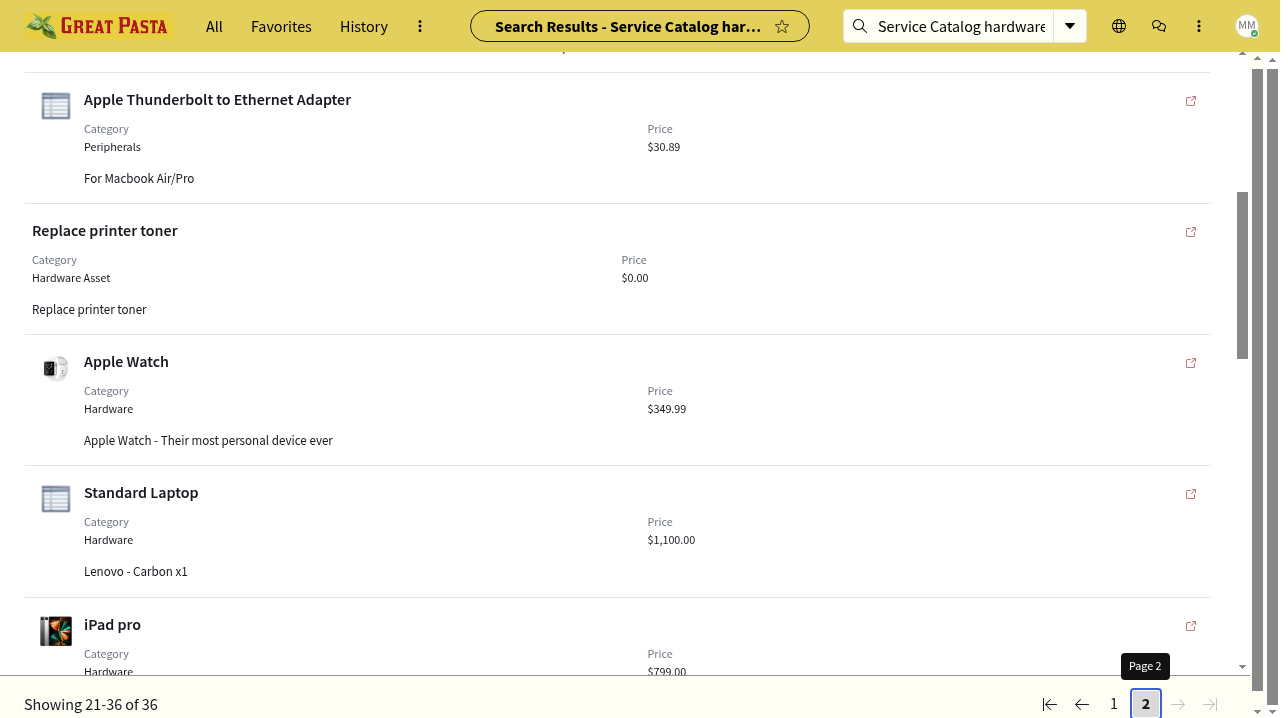 GREAT PASTA
All
Favorites
History
Search Results - Service Catalog har...
Service Catalog hardware
MM
Apple Thunderbolt to Ethernet Adapter
Category
Price
Peripherals
$30.89
For Macbook Air/Pro
Replace printer toner
Category
Price
Hardware Asset
$0.00
Replace printer toner
Apple Watch
Category
Price
Hardware
$349.99
Apple Watch - Their most personal device ever
Standard Laptop
Category
Price
Hardware
$1,100.00
Lenovo - Carbon x1
iPad pro
Category
Price
Hardware
$799.00
Page 2
Showing 21-36 of 36
1
2